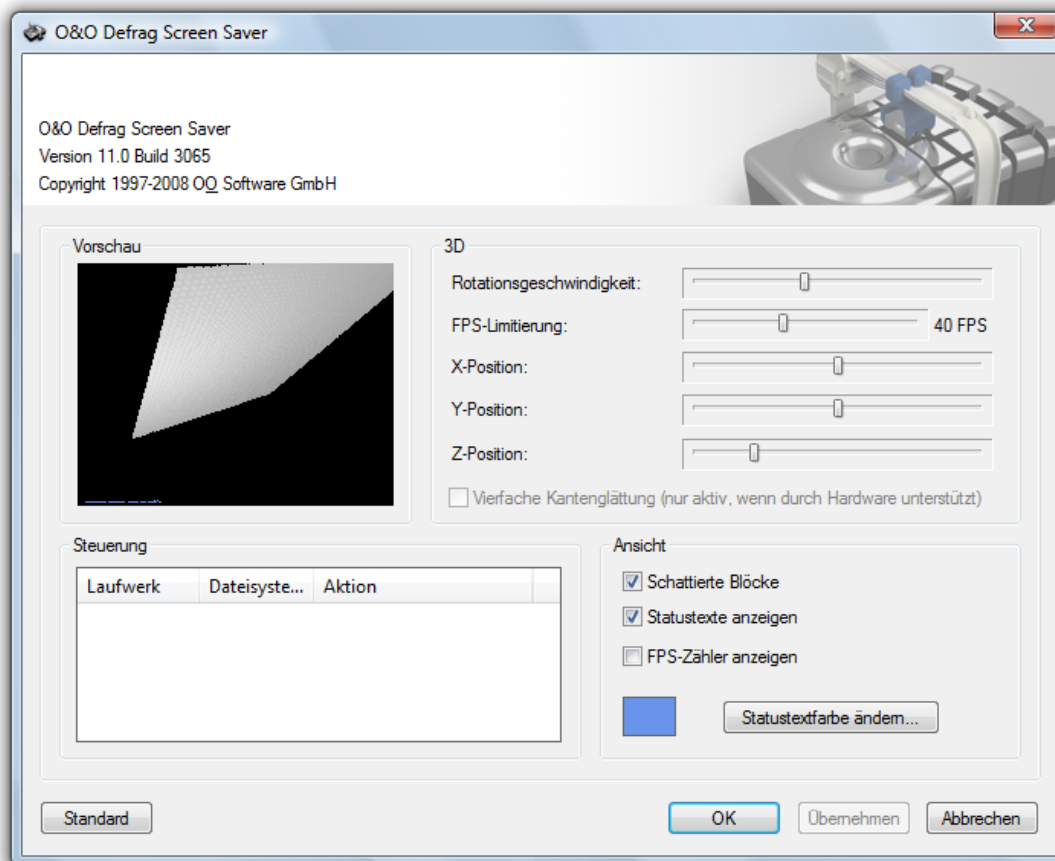 O&O Defrag Screen Saver
O&O Defrag Screen Saver
Version 11.0 Build 3065
Copyright 1997-2008 OQ Software GmbH
Vorschau
3D
Rotationsgeschwindigkeit:
FPS-Limitierung:
40 FPS
X-Position:
Y-Position:
Z-Position:
Vierfache Kantenglättung (nur aktiv, wenn durch Hardware unterstützt)
Steuerung
Laufwerk Dateisyste... Aktion
Ansicht
Schattierte Blöcke
Statustexte anzeigen
FPS-Zähler anzeigen
Statustextfarbe ändern...
Standard
OK
Übernehmen
Abbrechen